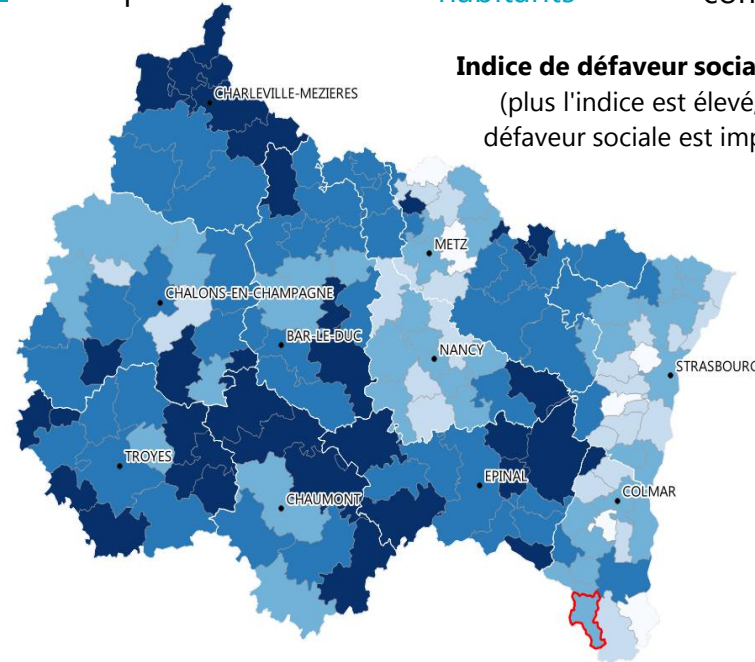 habitants
Indice de défaveur socia
(plus l'indice est élevé,
défaveur sociale est imp
CHARLEVILLE-MEZIERES
METZ
CHALONS-EN-CHAMPAGNE
BAR-LE-DUC
NANCY
STRASBOURG
TROYES
EPINAL
CHAUMONT
COLMAR